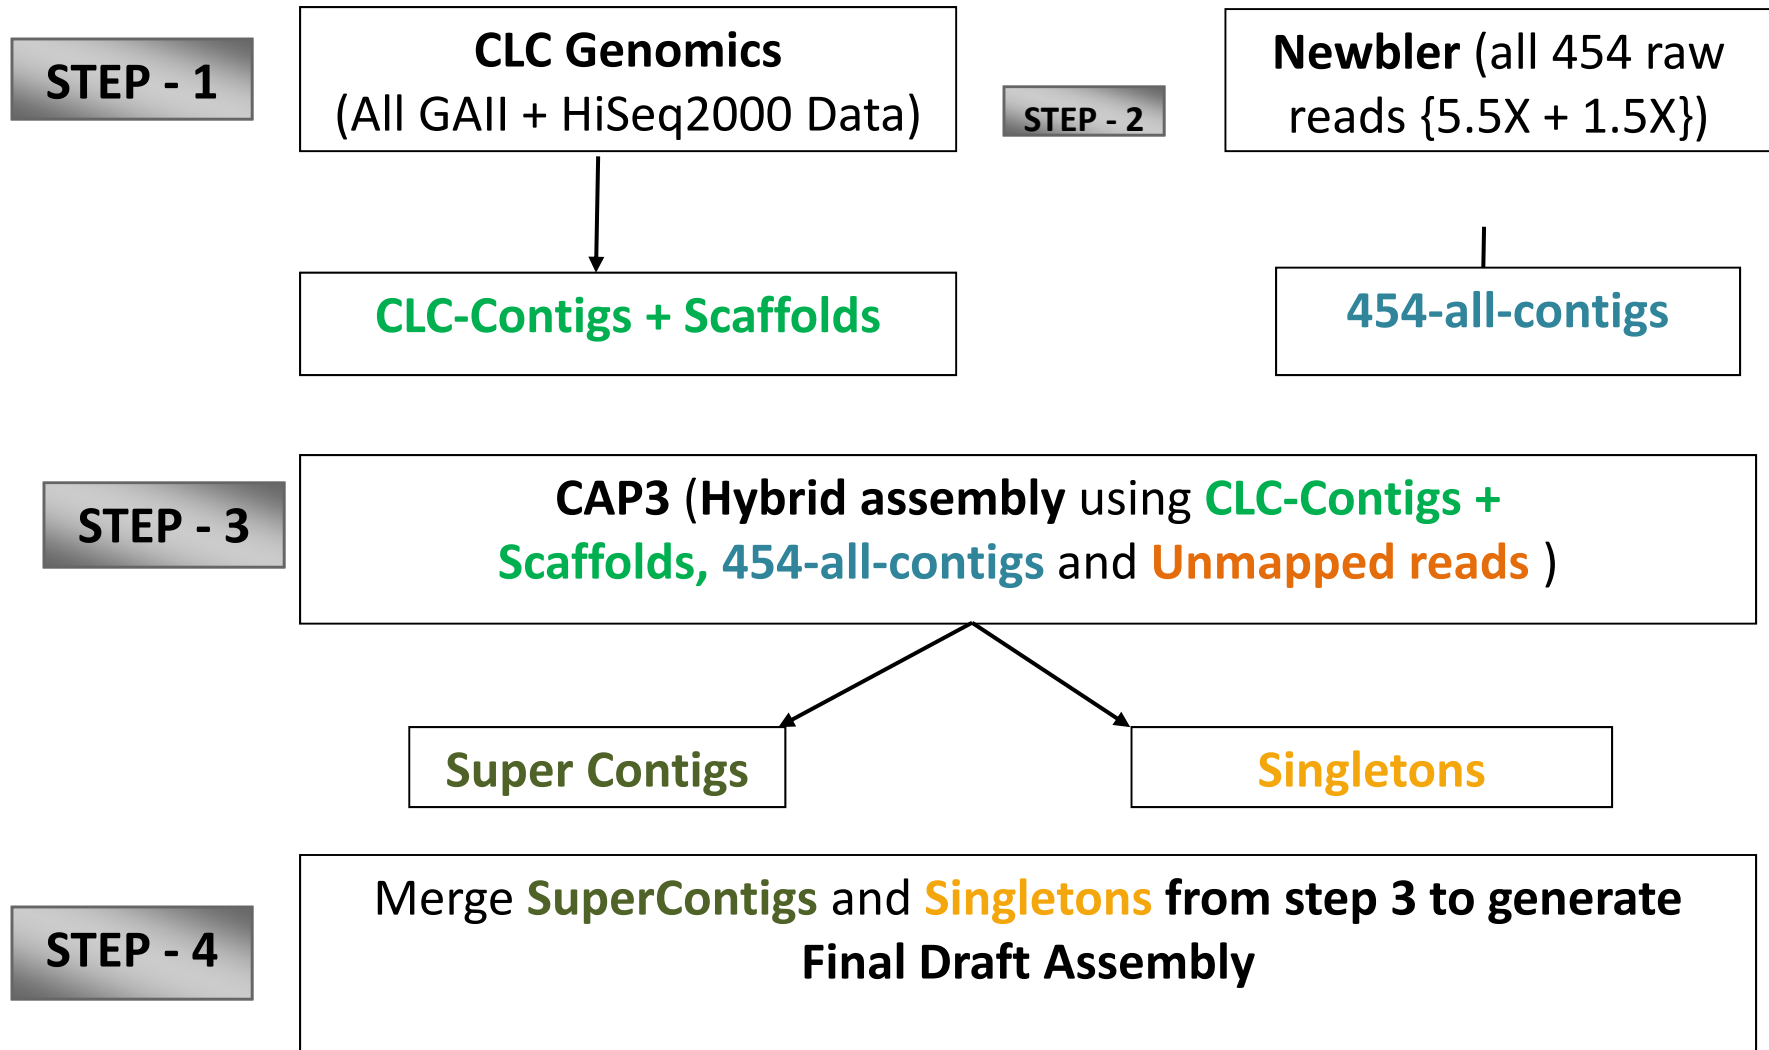 STEP - 1
CLC Genomics
(All GAII + HiSeq2000 Data)
STEP - 2
Newbler (all 454 raw
reads {5.5X + 1.5X})
CLC-Contigs + Scaffolds
454-all-contigs
STEP - 3
CAP3 (Hybrid assembly using CLC-Contigs +
Scaffolds, 454-all-contigs and Unmapped reads )
Super Contigs
Singletons
STEP - 4
Merge SuperContigs and Singletons from step 3 to generate
Final Draft Assembly